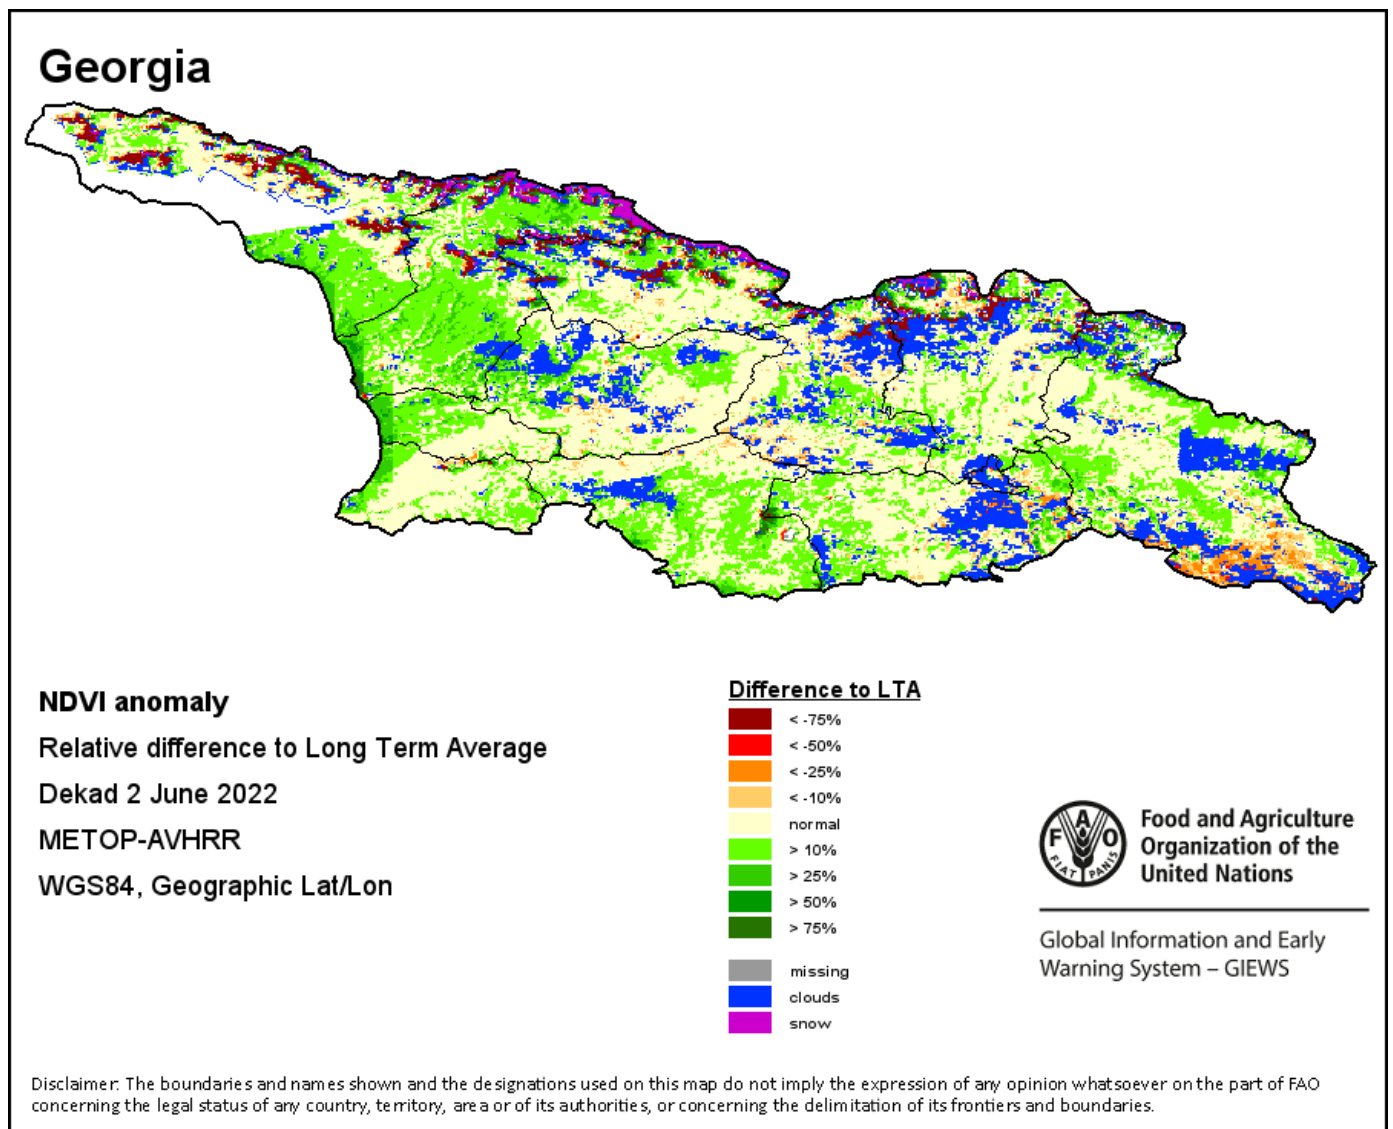 Georgia
NDVI anomaly
Relative difference to Long Term Average
Dekad 2 June 2022
METOP-AVHRR
WGS84, Geographic Lat/Lon
Difference to LTA
< -75%
< -50%
< -25%
< -10%
normal
> 10%
> 25%
> 50%
> 75%
missing
clouds
snow
F A O
FIAT PANIS
Food and Agriculture
Organization of the
United Nations
Global Information and Early
Warning System – GIEWS
Disclaimer: The boundaries and names shown and the designations used on this map do not imply the expression of any opinion whatsoever on the part of FAO
concerning the legal status of any country, territory, area or of its authorities, or concerning the delimitation of its frontiers and boundaries.